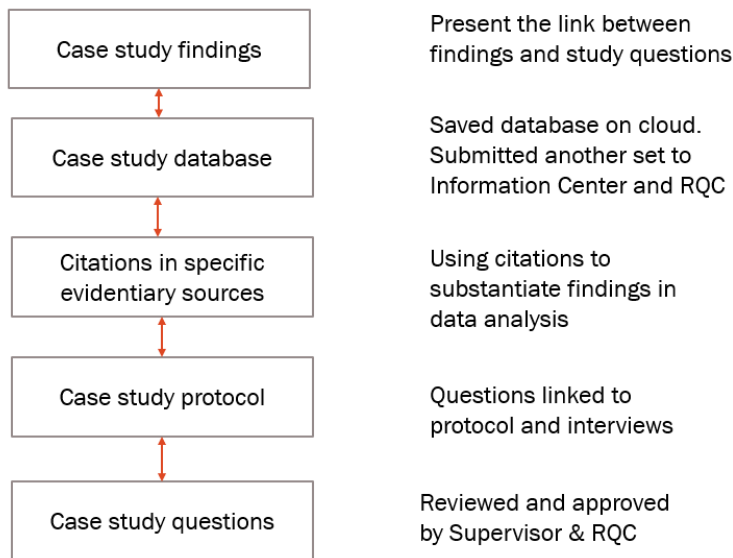 Case study findings
Present the link between
findings and study questions
Case study database
Saved database on cloud.
Submitted another set to
Information Center and RQC
Citations in specific
evidentiary sources
Using citations to
substantiate findings in
data analysis
Case study protocol
Questions linked to
protocol and interviews
Case study questions
Reviewed and approved
by Supervisor & RQC